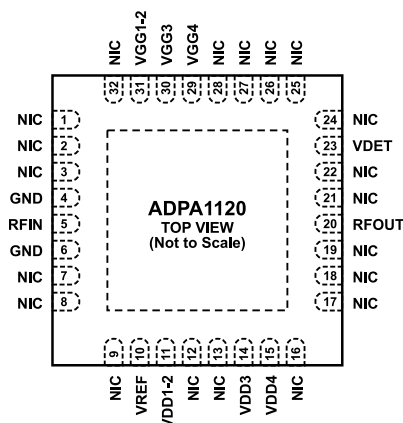 NIC VGG1-2 VGG3 VGG4 NIC NIC NIC NIC
32 31 30 29 28 27 26 25
NIC 1
NIC 2
NIC 3
GND 4
RFIN 5
GND 6
NIC 7
NIC 8
ADPA1120
TOP VIEW
(Not to Scale)
24 NIC
23 VDET
22 NIC
21 NIC
20 RFOUT
19 NIC
18 NIC
17 NIC
9 10 11 12 13 14 15 16
NIC VREF VDD1-2 NIC NIC VDD3 VDD4 NIC